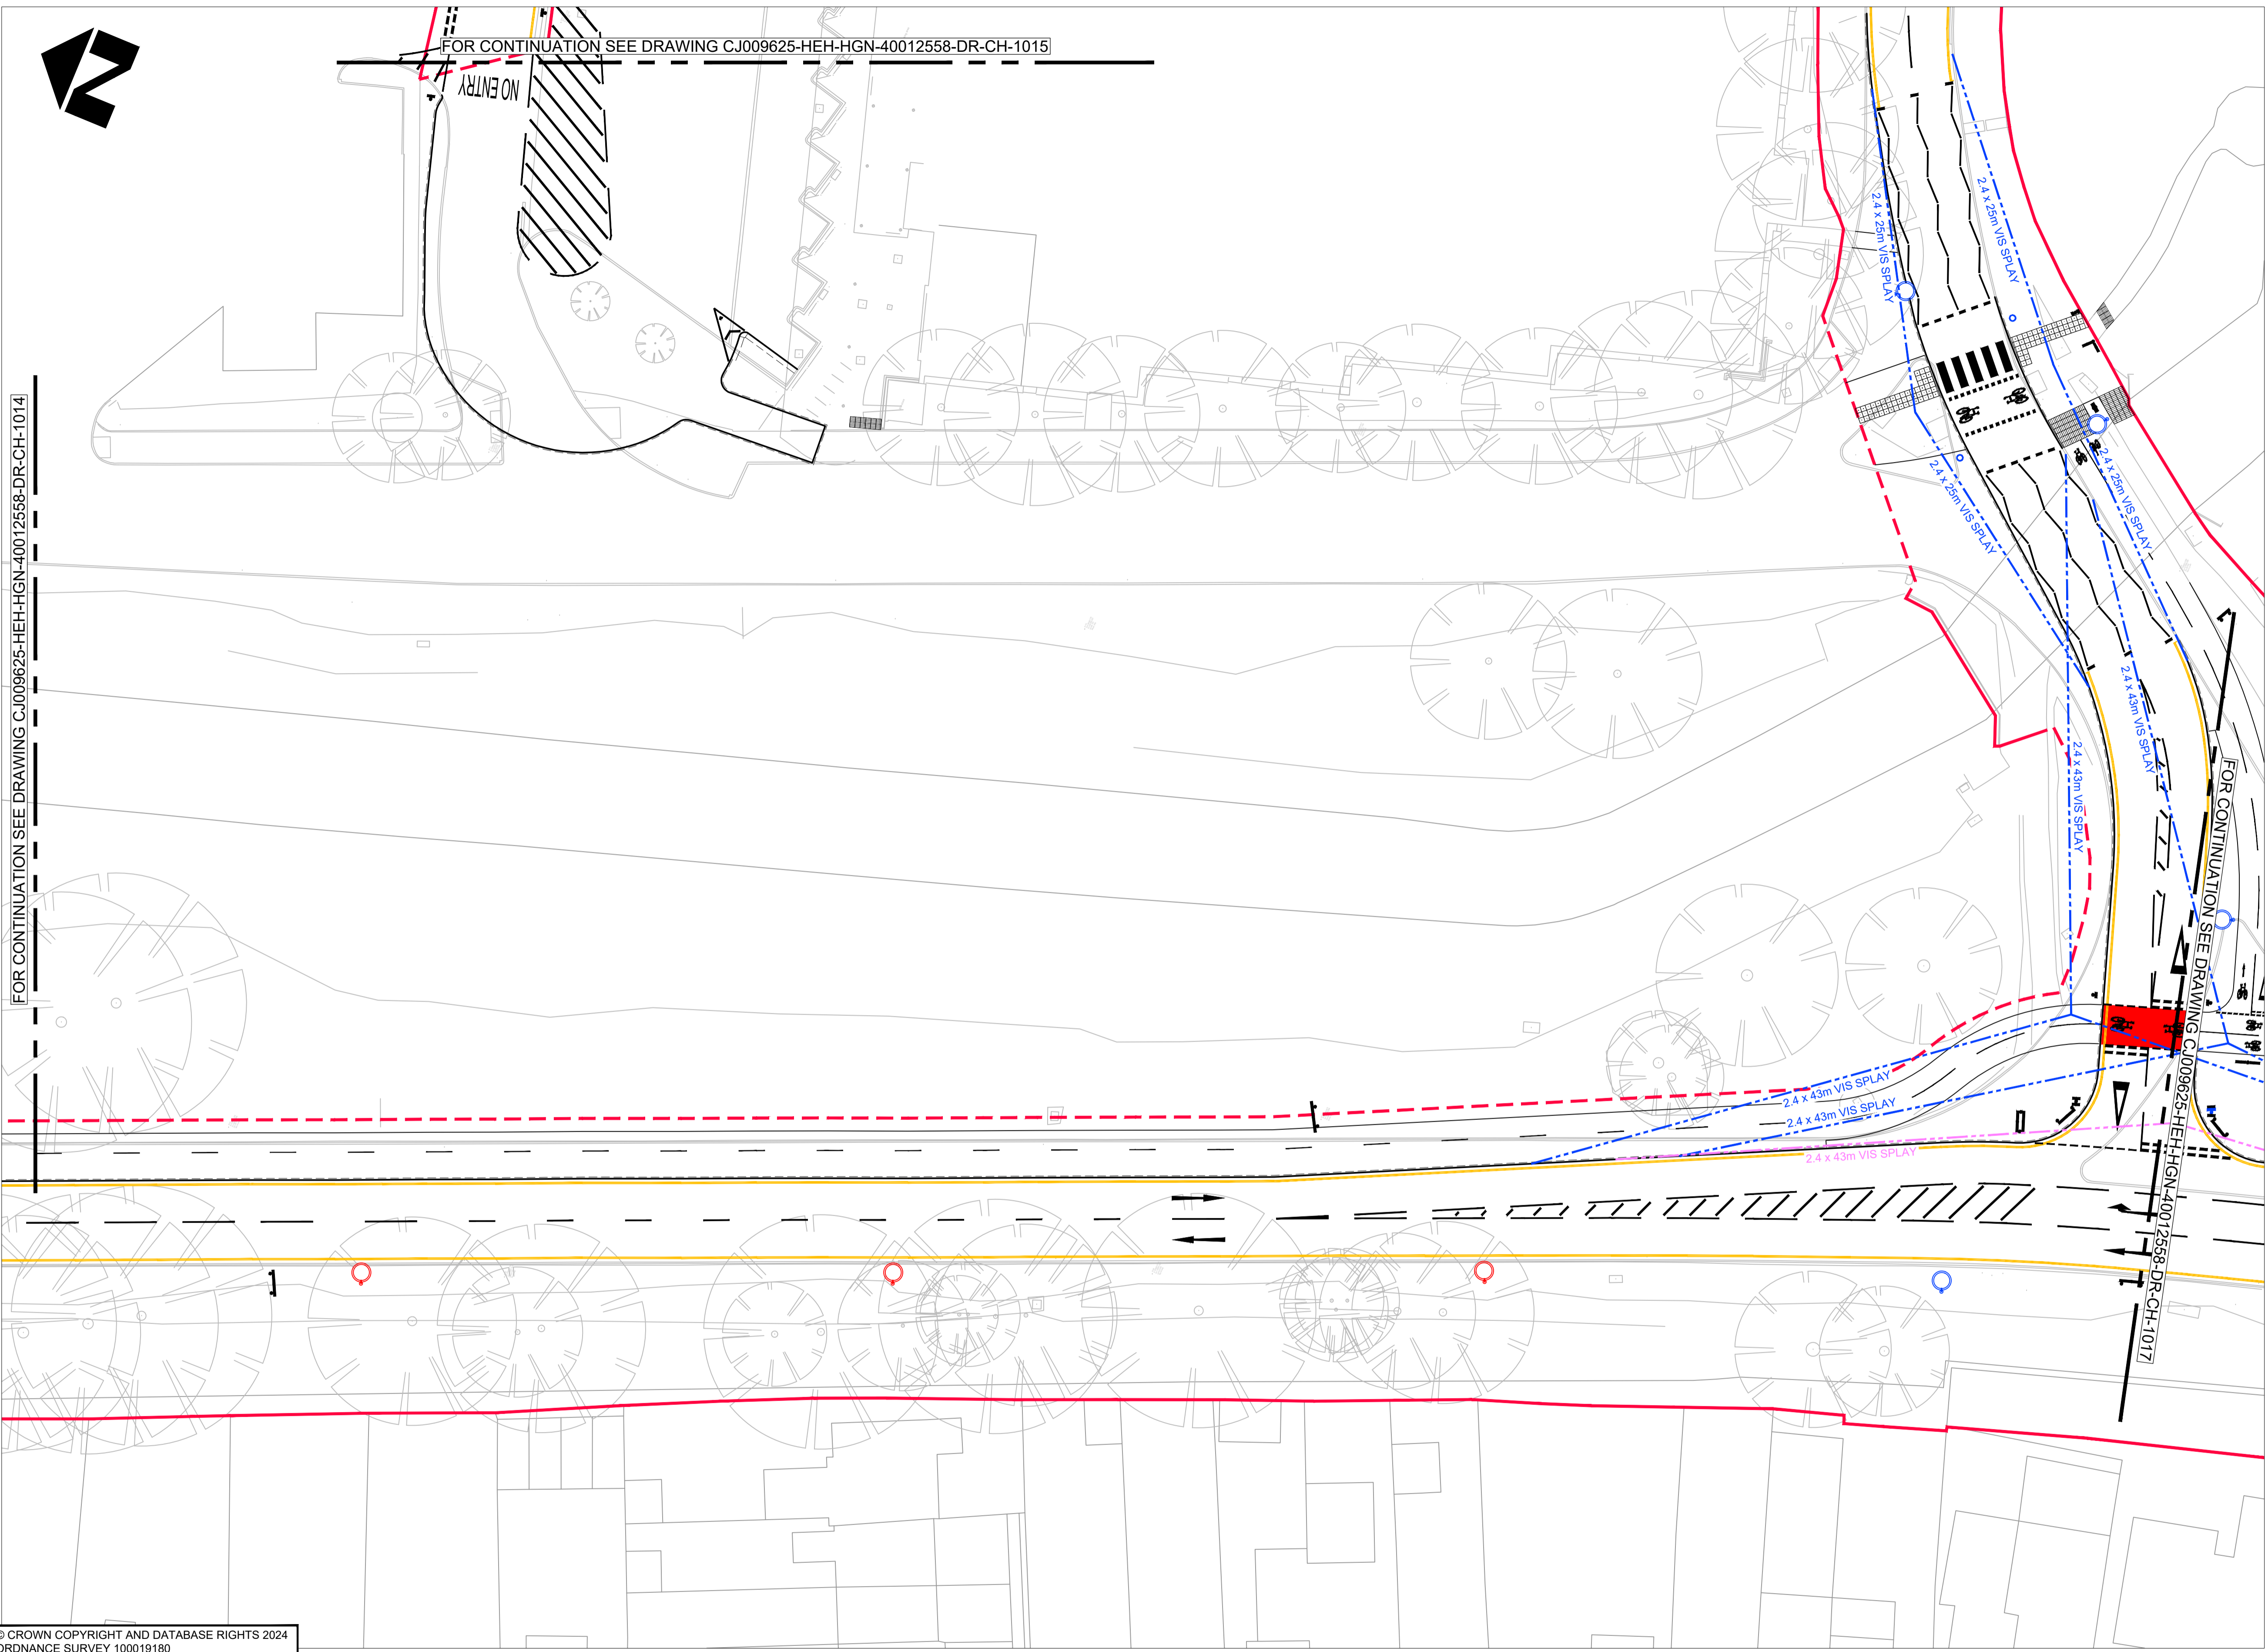 FOR CONTINUATION SEE DRAWING CJ009625-HEH-HGN-40012558-DR-CH-1015
NO ENTRY
FOR CONTINUATION SEE DRAWING CJ009625-HEH-HGN-40012558-DR-CH-1014
2.4 x 25m VIS SPLAY
2.4 x 25m VIS SPLAY
2.4 x 25m VIS SPLAY
2.4 x 25m VIS SPLAY
2.4 x 43m VIS SPLAY
2.4 x 43m VIS SPLAY
FOR CONTINUATION SEE DRAWING CJ009625-HEH-HGN-40012558-DR-CH-1017
2.4 x 43m VIS SPLAY
2.4 x 43m VIS SPLAY
2.4 x 43m VIS SPLAY
© CROWN COPYRIGHT AND DATABASE RIGHTS 2024
ORDNANCE SURVEY 100019180